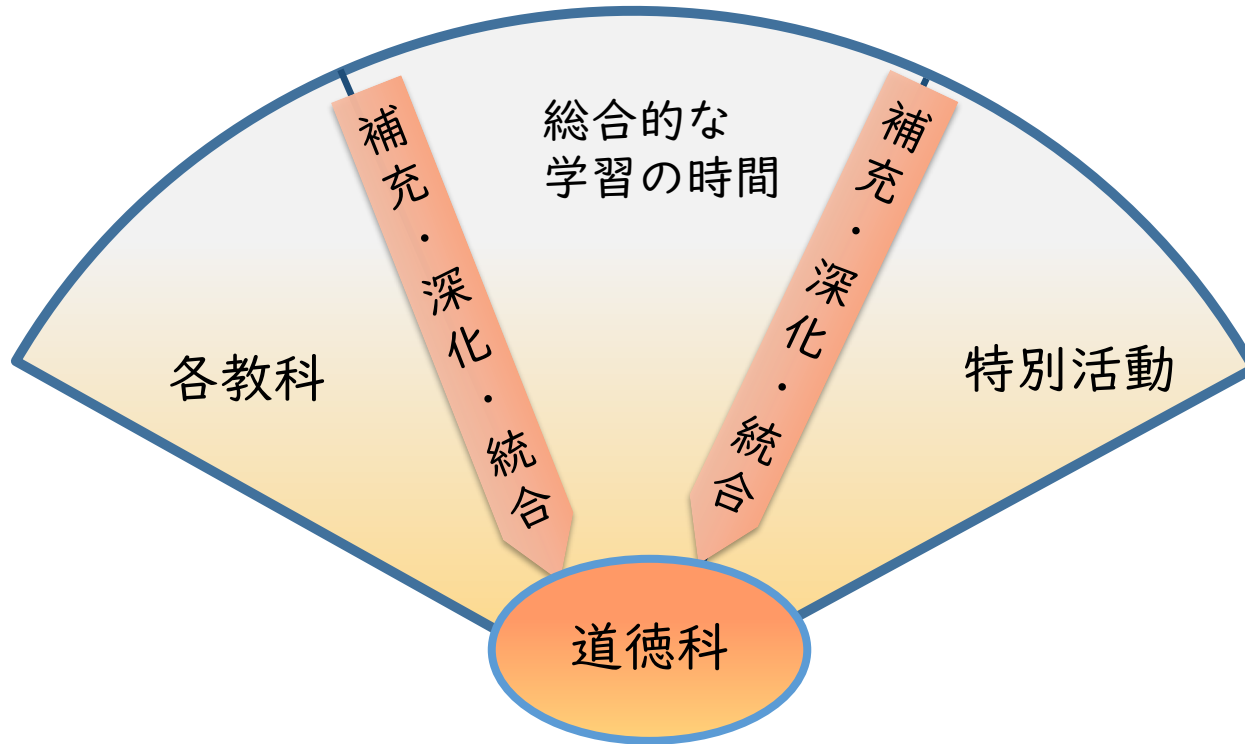 補充・深化・統合
総合的な
学習の時間
補充・深化・統合
各教科
特別活動
道徳科